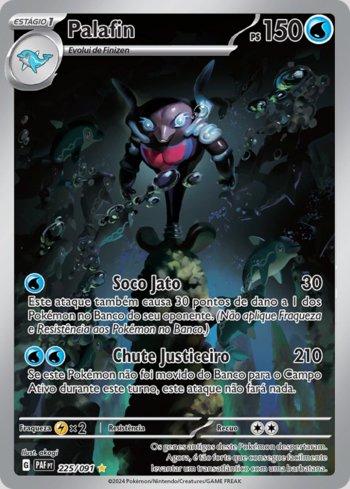 ESTÁGIO 1
Palafin
PS 150
Evolui de Finizen
Soco Jato 30
Este ataque também causa 30 pontos de dano a 1 dos
Pokémon no Banco do seu oponente. (Não aplique Fraqueza
e Resistência aos Pokémon no Banco.)
Chute Justiceiro 210
Se este Pokémon não foi movido do Banco para o Campo
Ativo durante este turno, este ataque não fará nada.
Fraqueza ×2 Resistência Recuo
Ilust. okagi
G PAF PT 225/091
Os genes antigos deste Pokémon despertaram.
Agora, é tão forte que consegue facilmente
levantar um transatlântico com uma barbatana.
©2024 Pokémon/Nintendo/Creatures/GAME FREAK